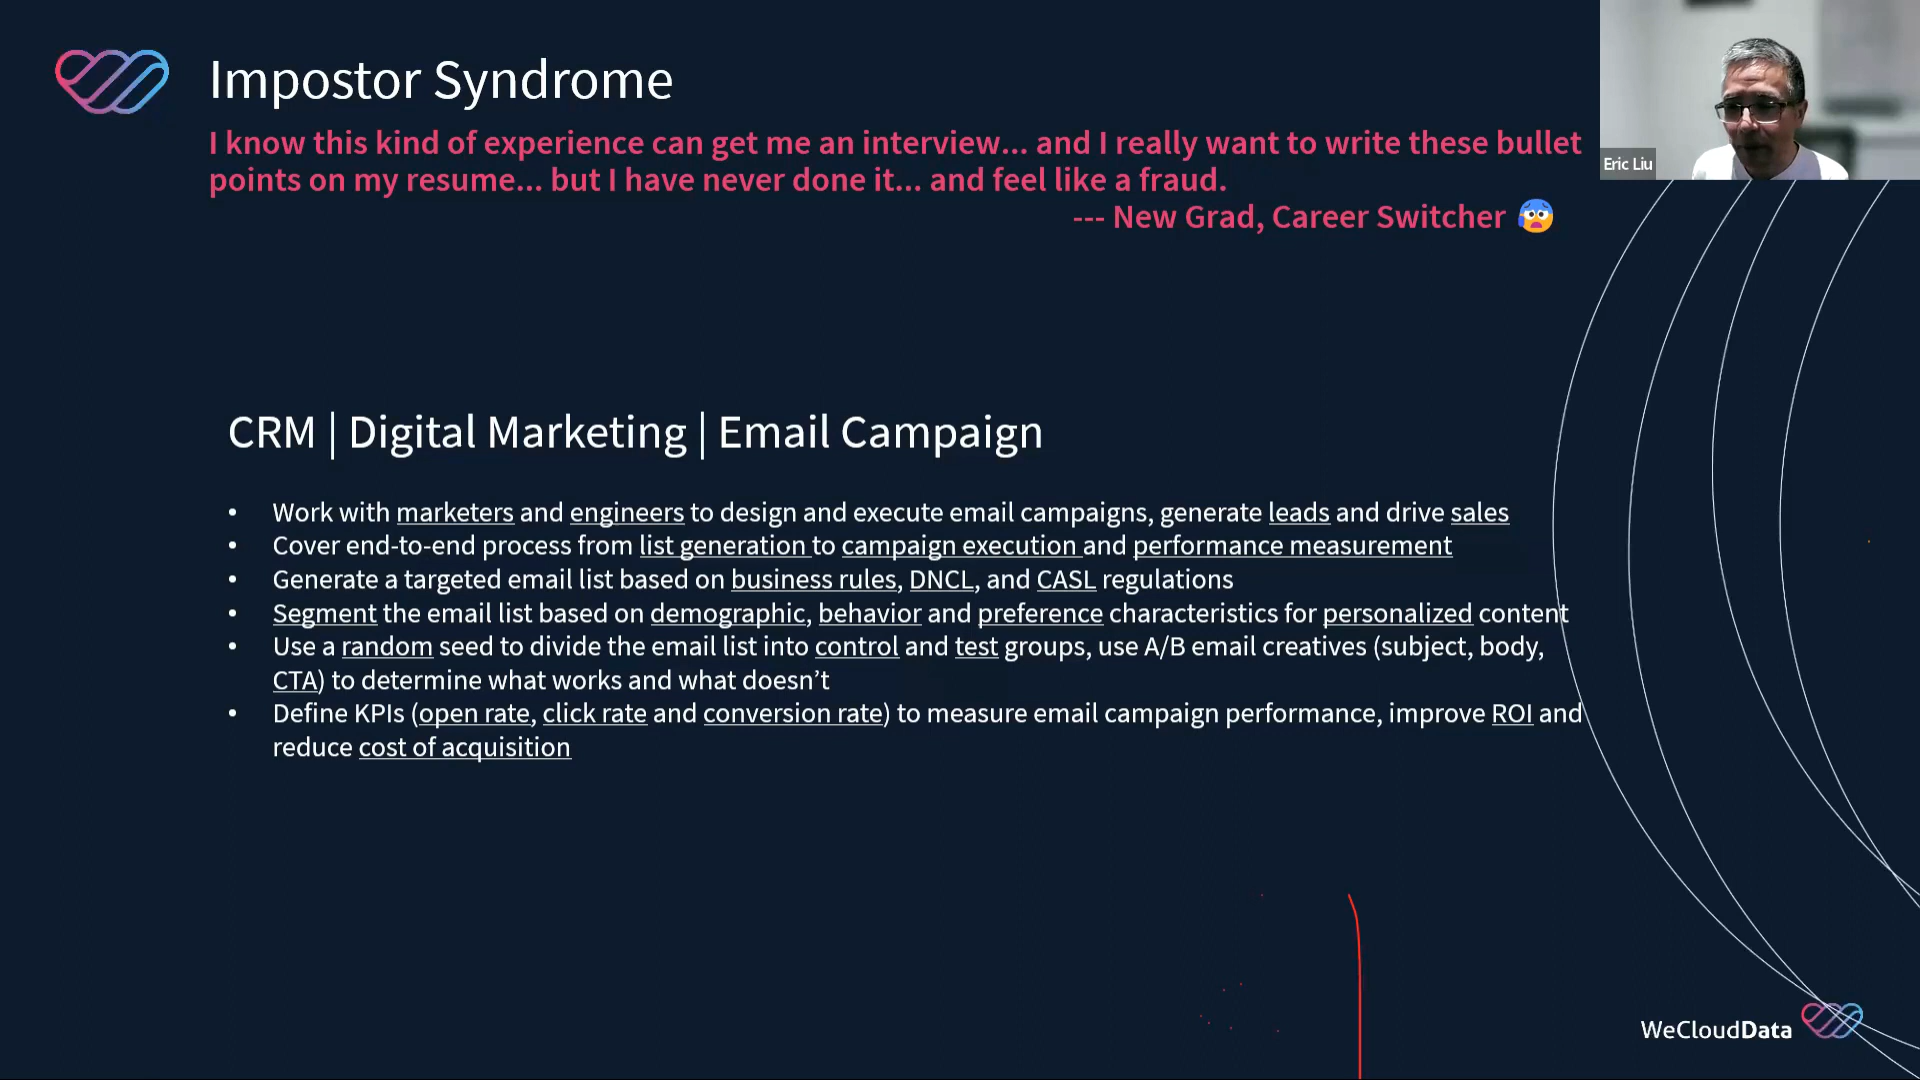 Impostor Syndrome
I know this kind of experience can get me an interview... and I really want to write these bullet
points on my resume... but I have never done it... and feel like a fraud.
--- New Grad, Career Switcher 😰
Eric Liu
CRM | Digital Marketing | Email Campaign
• Work with marketers and engineers to design and execute email campaigns, generate leads and drive sales
• Cover end-to-end process from list generation to campaign execution and performance measurement
• Generate a targeted email list based on business rules, DNCL, and CASL regulations
• Segment the email list based on demographic, behavior and preference characteristics for personalized content
• Use a random seed to divide the email list into control and test groups, use A/B email creatives (subject, body,
CTA) to determine what works and what doesn’t
• Define KPIs (open rate, click rate and conversion rate) to measure email campaign performance, improve ROI and
reduce cost of acquisition
WeCloudData